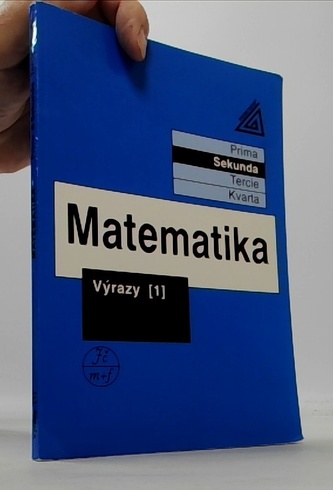 Prima
Sekunda
Tercie
Kvarta
Matematika
Výrazy [1]
m+f